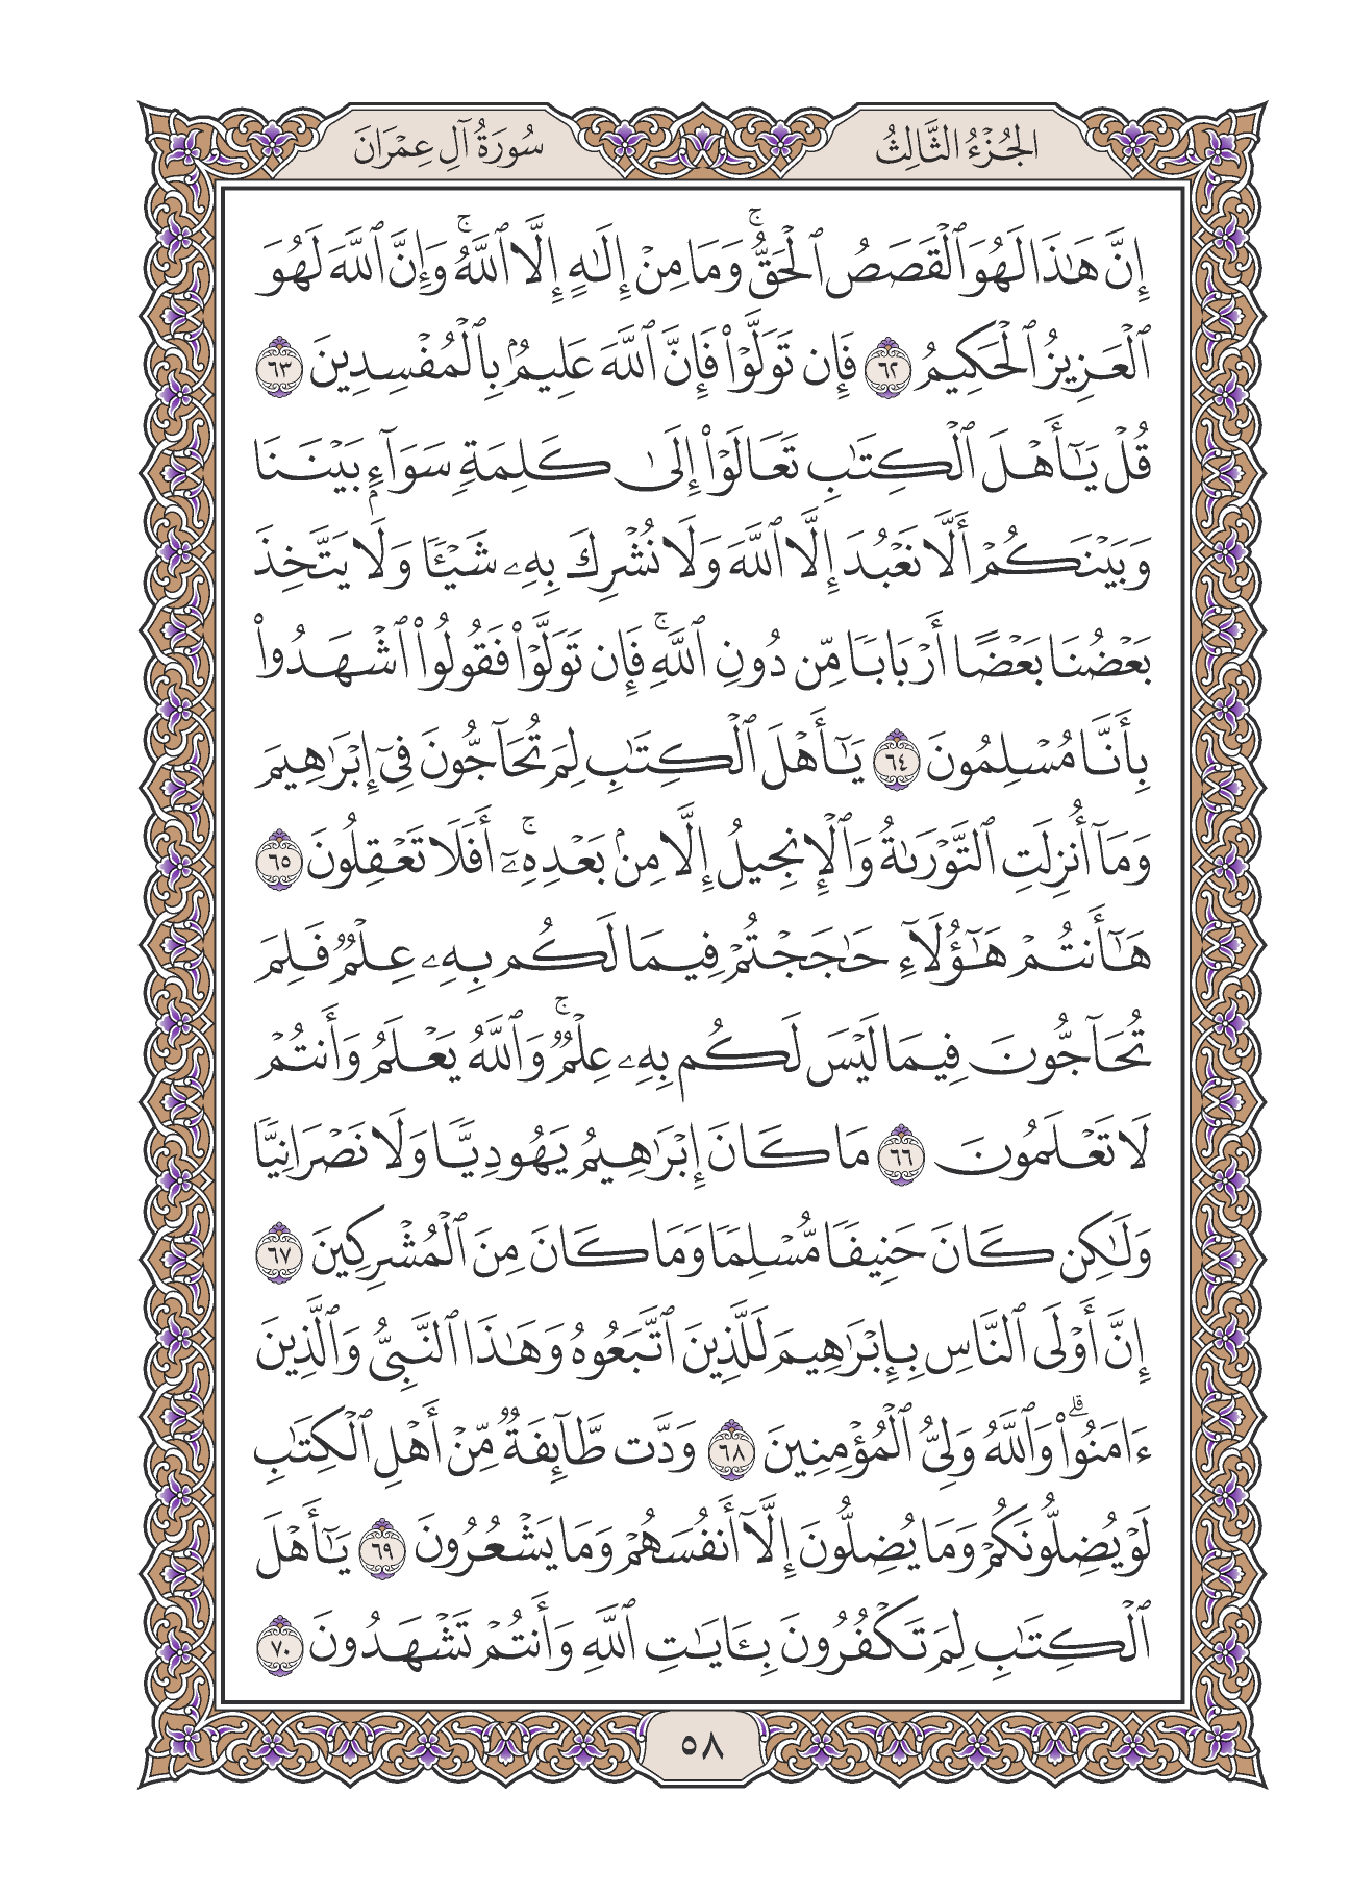 الجُزْءُ الثَّالِثُ
سُورَةُ آلِ عِمْرَانَ
إِنَّ هَٰذَا لَهُوَ ٱلْقَصَصُ ٱلْحَقُّۚ وَمَا مِنْ إِلَٰهٍ إِلَّا ٱللَّهُۚ وَإِنَّ ٱللَّهَ لَهُوَ
ٱلْعَزِيزُ ٱلْحَكِيمُ ٦٢ فَإِن تَوَلَّوْا۟ فَإِنَّ ٱللَّهَ عَلِيمٌۢ بِٱلْمُفْسِدِينَ ٦٣
قُلْ يَٰٓأَهْلَ ٱلْكِتَٰبِ تَعَالَوْا۟ إِلَىٰ كَلِمَةٍ سَوَآءٍۭ بَيْنَنَا
وَبَيْنَكُمْ أَلَّا نَعْبُدَ إِلَّا ٱللَّهَ وَلَا نُشْرِكَ بِهِۦ شَيْـًٔا وَلَا يَتَّخِذَ
بَعْضُنَا بَعْضًا أَرْبَابًا مِّن دُونِ ٱللَّهِۚ فَإِن تَوَلَّوْا۟ فَقُولُوا۟ ٱشْهَدُوا۟
بِأَنَّا مُسْلِمُونَ ٦٤ يَٰٓأَهْلَ ٱلْكِتَٰبِ لِمَ تُحَآجُّونَ فِىٓ إِبْرَٰهِيمَ
وَمَآ أُنزِلَتِ ٱلتَّوْرَىٰةُ وَٱلْإِنجِيلُ إِلَّا مِنۢ بَعْدِهِۦٓۚ أَفَلَا تَعْقِلُونَ ٦٥
هَٰٓأَنتُمْ هَٰٓؤُلَآءِ حَٰجَجْتُمْ فِيمَا لَكُم بِهِۦ عِلْمٌ فَلِمَ
تُحَآجُّونَ فِيمَا لَيْسَ لَكُم بِهِۦ عِلْمٌۚ وَٱللَّهُ يَعْلَمُ وَأَنتُمْ
لَا تَعْلَمُونَ ٦٦ مَا كَانَ إِبْرَٰهِيمُ يَهُودِيًّا وَلَا نَصْرَانِيًّا
وَلَٰكِن كَانَ حَنِيفًا مُّسْلِمًا وَمَا كَانَ مِنَ ٱلْمُشْرِكِينَ ٦٧
إِنَّ أَوْلَى ٱلنَّاسِ بِإِبْرَٰهِيمَ لَلَّذِينَ ٱتَّبَعُوهُ وَهَٰذَا ٱلنَّبِىُّ وَٱلَّذِينَ
ءَامَنُوا۟ۗ وَٱللَّهُ وَلِىُّ ٱلْمُؤْمِنِينَ ٦٨ وَدَّت طَّآئِفَةٌ مِّنْ أَهْلِ ٱلْكِتَٰبِ
لَوْ يُضِلُّونَكُمْ وَمَا يُضِلُّونَ إِلَّآ أَنفُسَهُمْ وَمَا يَشْعُرُونَ ٦٩ يَٰٓأَهْلَ
ٱلْكِتَٰبِ لِمَ تَكْفُرُونَ بِـَٔايَٰتِ ٱللَّهِ وَأَنتُمْ تَشْهَدُونَ ٧٠
٥٨